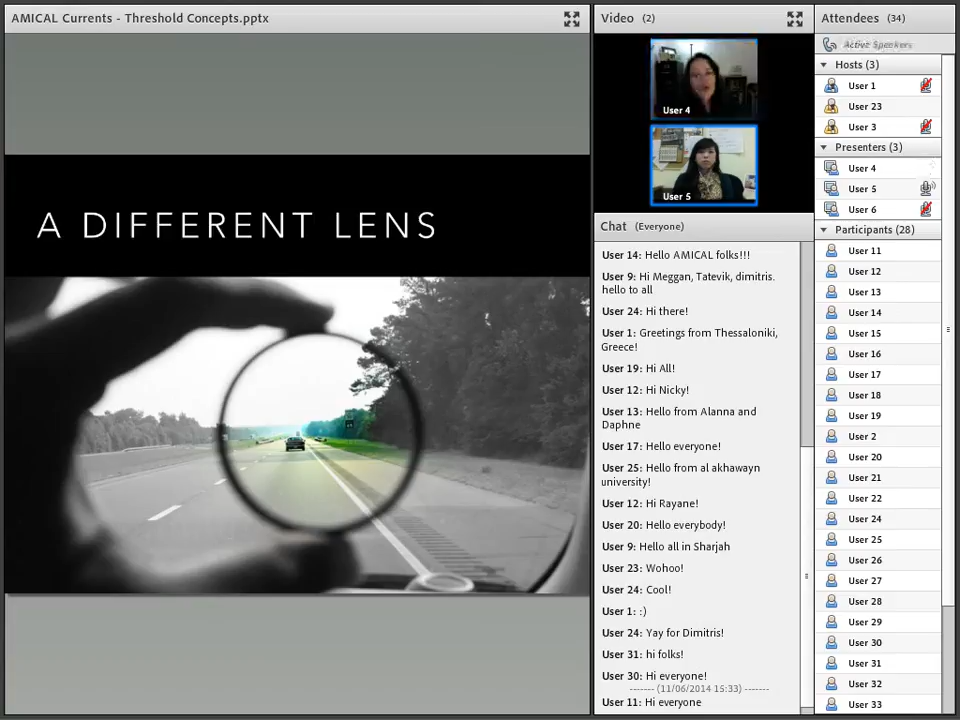 AMICAL Currents - Threshold Concepts.pptx
A DIFFERENT LENS
Video (2)
User 4
User 5
Chat (Everyone)
User 14: Hello AMICAL folks!!!
User 9: Hi Meggan, Tatevik, dimitris.
hello to all
User 24: Hi there!
User 1: Greetings from Thessaloniki,
Greece!
User 19: Hi All!
User 12: Hi Nicky!
User 13: Hello from Alanna and
Daphne
User 17: Hello everyone!
User 25: Hello from al akhawayn
university!
User 12: Hi Rayane!
User 20: Hello everybody!
User 9: Hello all in Sharjah
User 23: Wohoo!
User 24: Cool!
User 1: :)
User 24: Yay for Dimitris!
User 31: hi folks!
User 30: Hi everyone!
------- (11/06/2014 15:33) -------
User 11: Hi everyone
Attendees (34)
Active Speakers
Hosts (3)
User 1
User 23
User 3
Presenters (3)
User 4
User 5
User 6
Participants (28)
User 11
User 12
User 13
User 14
User 15
User 16
User 17
User 18
User 19
User 2
User 20
User 21
User 22
User 24
User 25
User 26
User 27
User 28
User 29
User 30
User 31
User 32
User 33